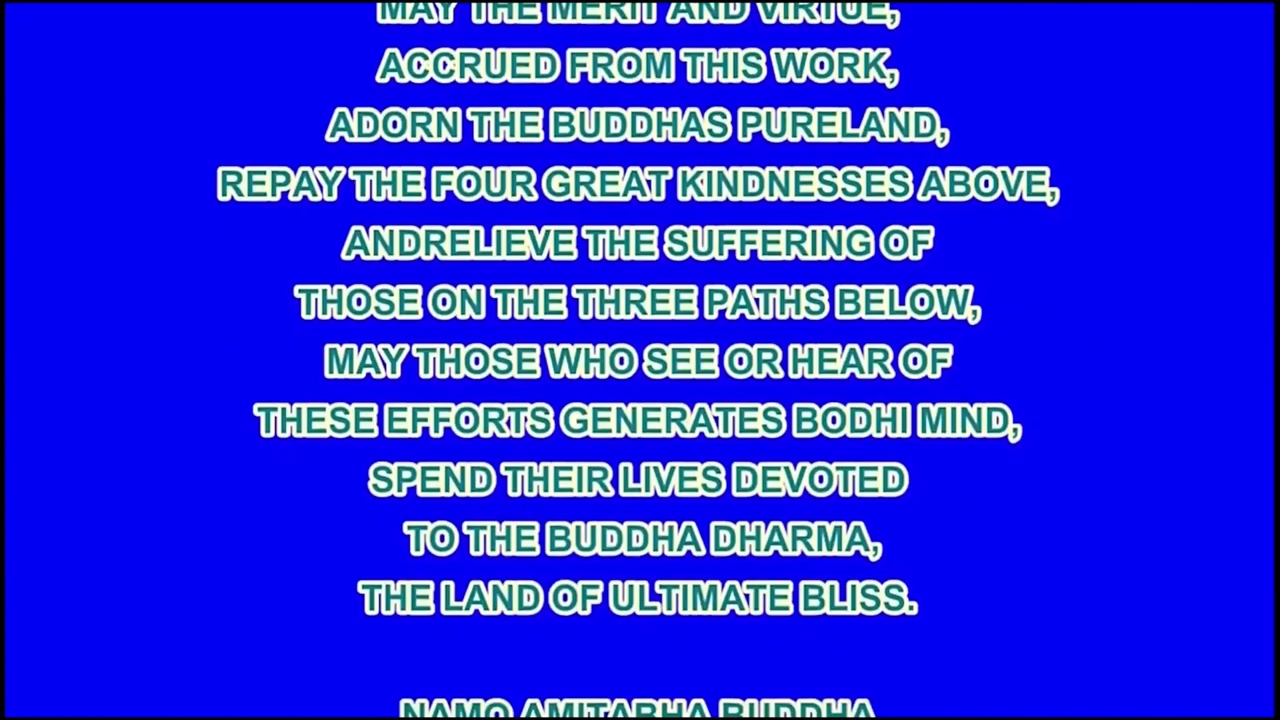 MAY THE MERIT AND VIRTUE,
ACCRUED FROM THIS WORK,
ADORN THE BUDDHAS PURELAND,
REPAY THE FOUR GREAT KINDNESSES ABOVE,
ANDRELIEVE THE SUFFERING OF
THOSE ON THE THREE PATHS BELOW,
MAY THOSE WHO SEE OR HEAR OF
THESE EFFORTS GENERATES BODHI MIND,
SPEND THEIR LIVES DEVOTED
TO THE BUDDHA DHARMA,
THE LAND OF ULTIMATE BLISS.
NAMO AMITABHA BUDDHA